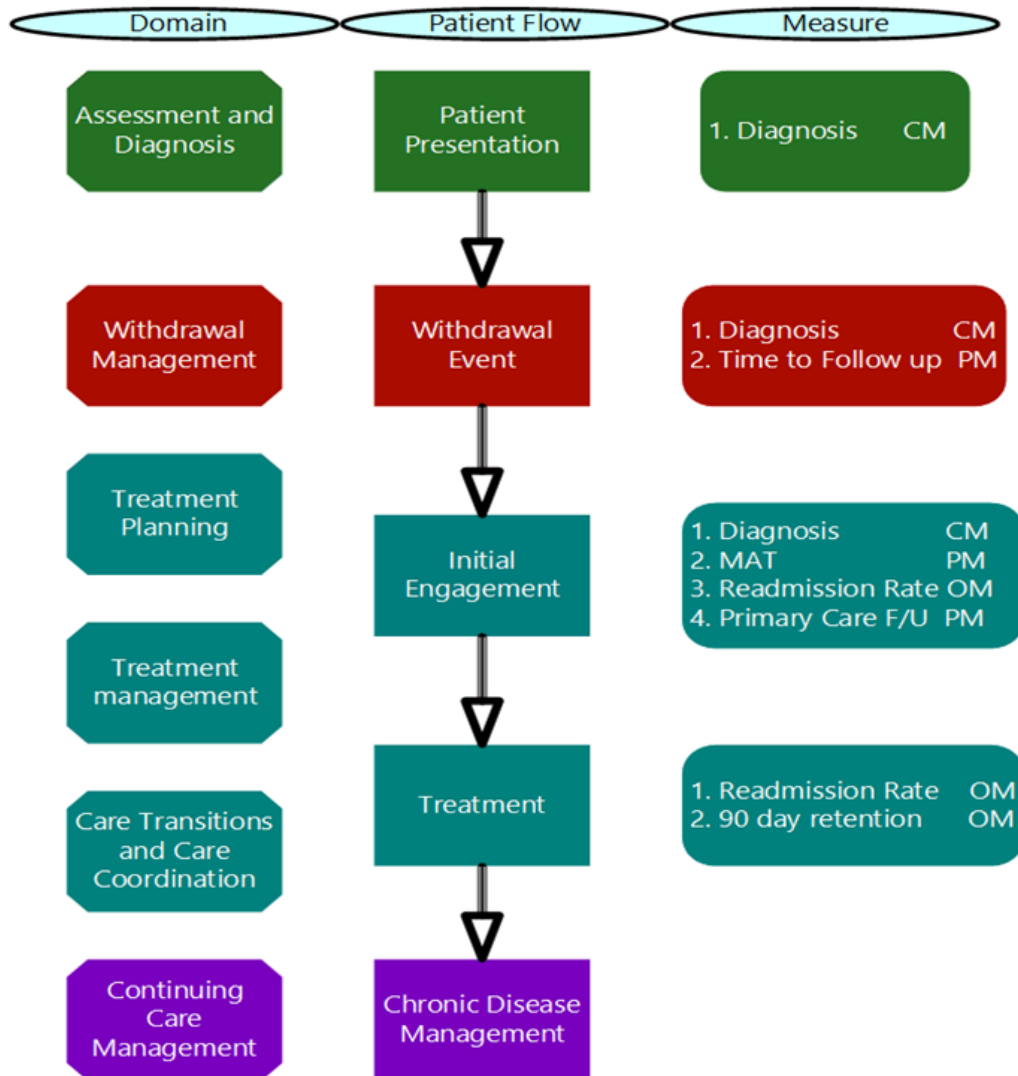 Domain
Patient Flow
Measure
Assessment and
Diagnosis
Patient
Presentation
1. Diagnosis CM
Withdrawal
Management
Withdrawal
Event
1. Diagnosis CM
2. Time to Follow up PM
Treatment
Planning
Initial
Engagement
1. Diagnosis CM
2. MAT PM
3. Readmission Rate OM
4. Primary Care F/U PM
Treatment
management
Treatment
1. Readmission Rate OM
2. 90 day retention OM
Care Transitions
and Care
Coordination
Continuing
Care
Management
Chronic Disease
Management